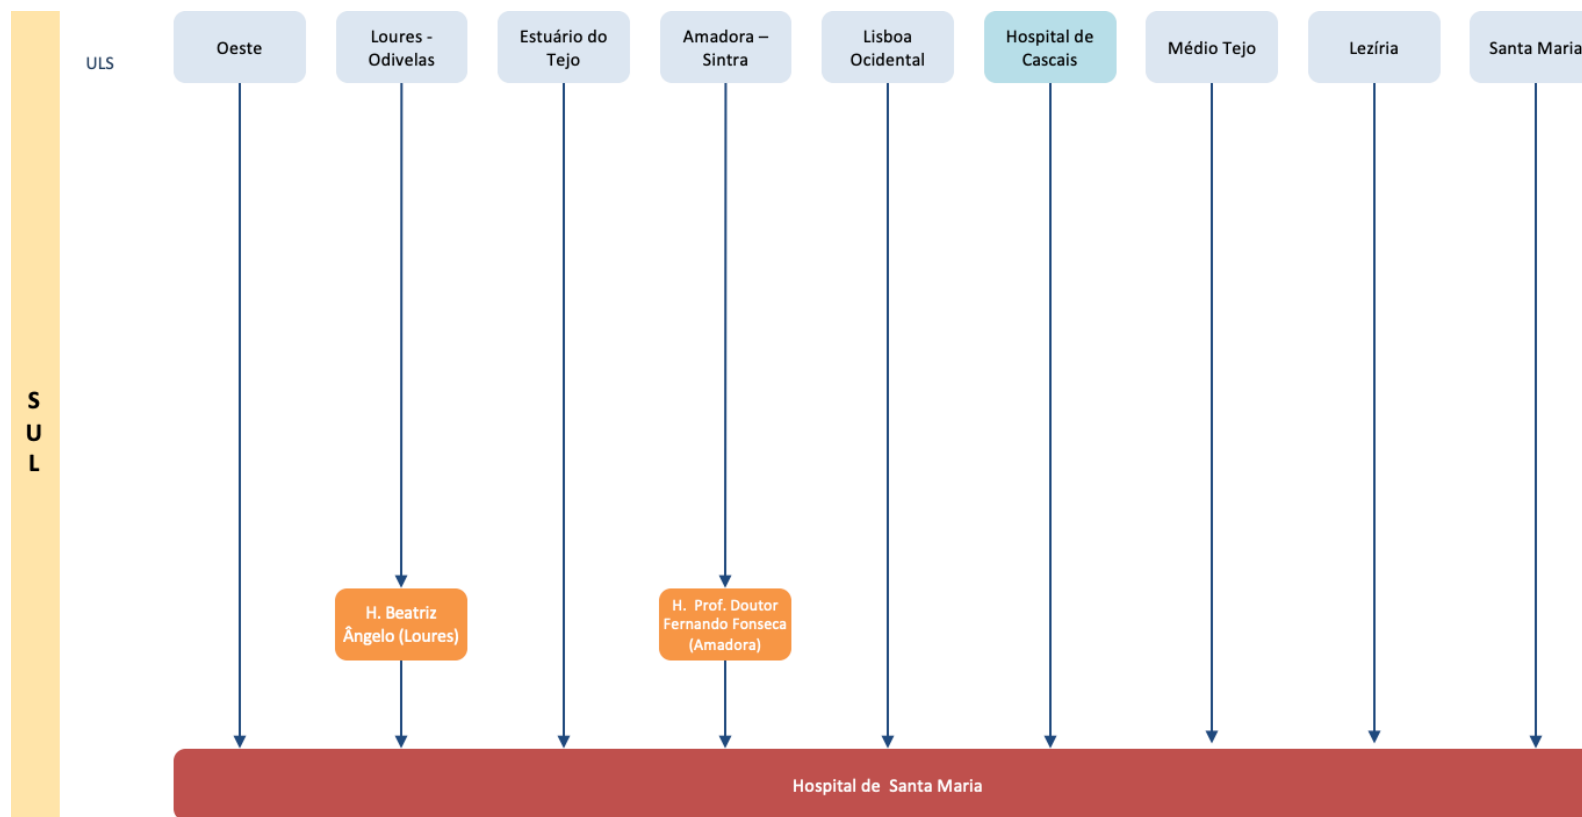 ULS
Oeste
Loures -
Odivelas
Estuário do
Tejo
Amadora –
Sintra
Lisboa
Ocidental
Hospital de
Cascais
Médio Tejo
Lezíria
Santa Maria
S
U
L
H. Beatriz
Ângelo (Loures)
H.  Prof. Doutor
Fernando Fonseca
(Amadora)
Hospital de  Santa Maria